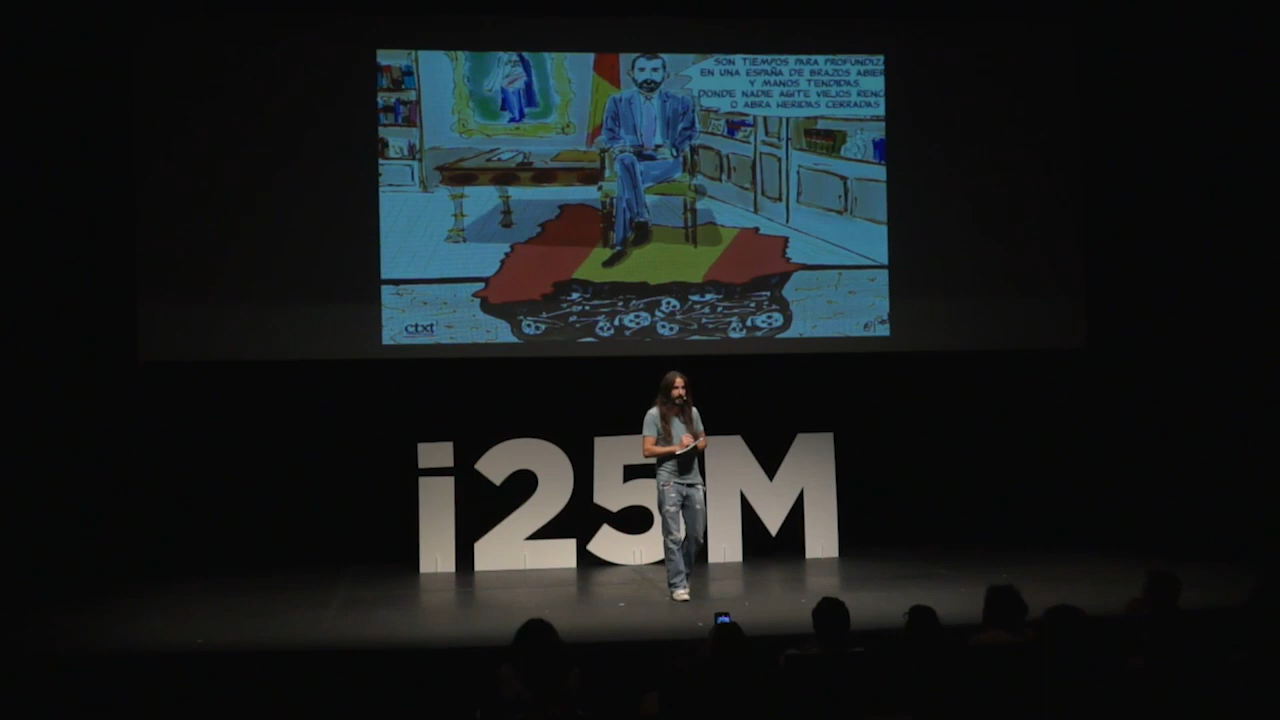 SON TIEMPOS PARA PROFUNDIZA
EN UNA ESPAÑA DE BRAZOS ABIER
Y MANOS TENDIDAS.
DONDE NADIE AGITE VIEJOS RENC
O ABRA HERIDAS CERRADAS
ctxt
i25M